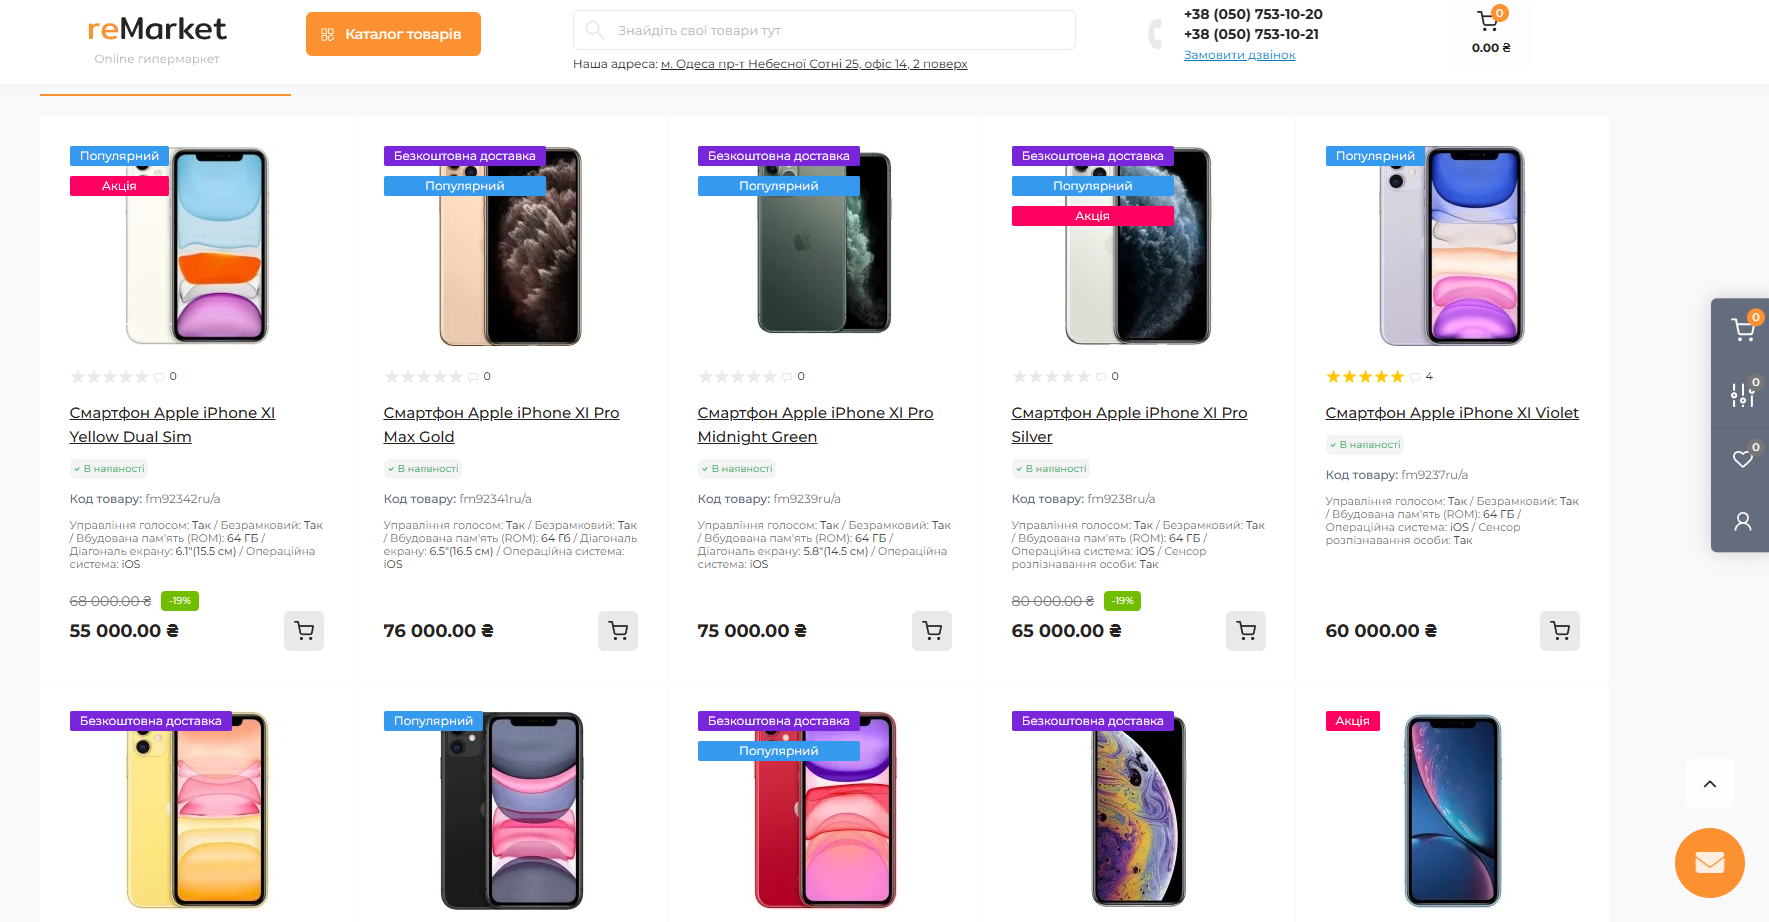 reMarket
Online гипермаркет
Каталог товарів
Знайдіть свої товари тут
Наша адреса: м. Одеса пр-т Небесної Сотні 25, офіс 14, 2 поверх
+38 (050) 753-10-20
+38 (050) 753-10-21
Замовити дзвінок
0
0.00 ₴
Популярний
Акція
0
Смартфон Apple iPhone XI
Yellow Dual Sim
В наявності
Код товару: fm92342ru/a
Управління голосом: Так / Безрамковий: Так
/ Вбудована пам'ять (ROM): 64 ГБ /
Діагональ екрану: 6.1"(15.5 см) / Операційна
система: iOS
68 000.00 ₴ -19%
55 000.00 ₴
Безкоштовна доставка
Популярний
0
Смартфон Apple iPhone XI Pro
Max Gold
В наявності
Код товару: fm92341ru/a
Управління голосом: Так / Безрамковий: Так
/ Вбудована пам'ять (ROM): 64 Гб / Діагональ
екрану: 6.5"(16.5 см) / Операційна система:
iOS
76 000.00 ₴
Безкоштовна доставка
Популярний
0
Смартфон Apple iPhone XI Pro
Midnight Green
В наявності
Код товару: fm9239ru/a
Управління голосом: Так / Безрамковий: Так
/ Вбудована пам'ять (ROM): 64 ГБ /
Діагональ екрану: 5.8"(14.5 см) / Операційна
система: iOS
75 000.00 ₴
Безкоштовна доставка
Популярний
Акція
0
Смартфон Apple iPhone XI Pro
Silver
В наявності
Код товару: fm9238ru/a
Управління голосом: Так / Безрамковий: Так
/ Вбудована пам'ять (ROM): 64 ГБ /
Операційна система: iOS / Сенсор
розпізнавання особи: Так
80 000.00 ₴ -19%
65 000.00 ₴
Популярний
4
Смартфон Apple iPhone XI Violet
В наявності
Код товару: fm9237ru/a
Управління голосом: Так / Безрамковий: Так
/ Вбудована пам'ять (ROM): 64 ГБ /
Операційна система: iOS / Сенсор
розпізнавання особи: Так
60 000.00 ₴
0
0
0
Безкоштовна доставка
Популярний
Безкоштовна доставка
Популярний
Безкоштовна доставка
Акція